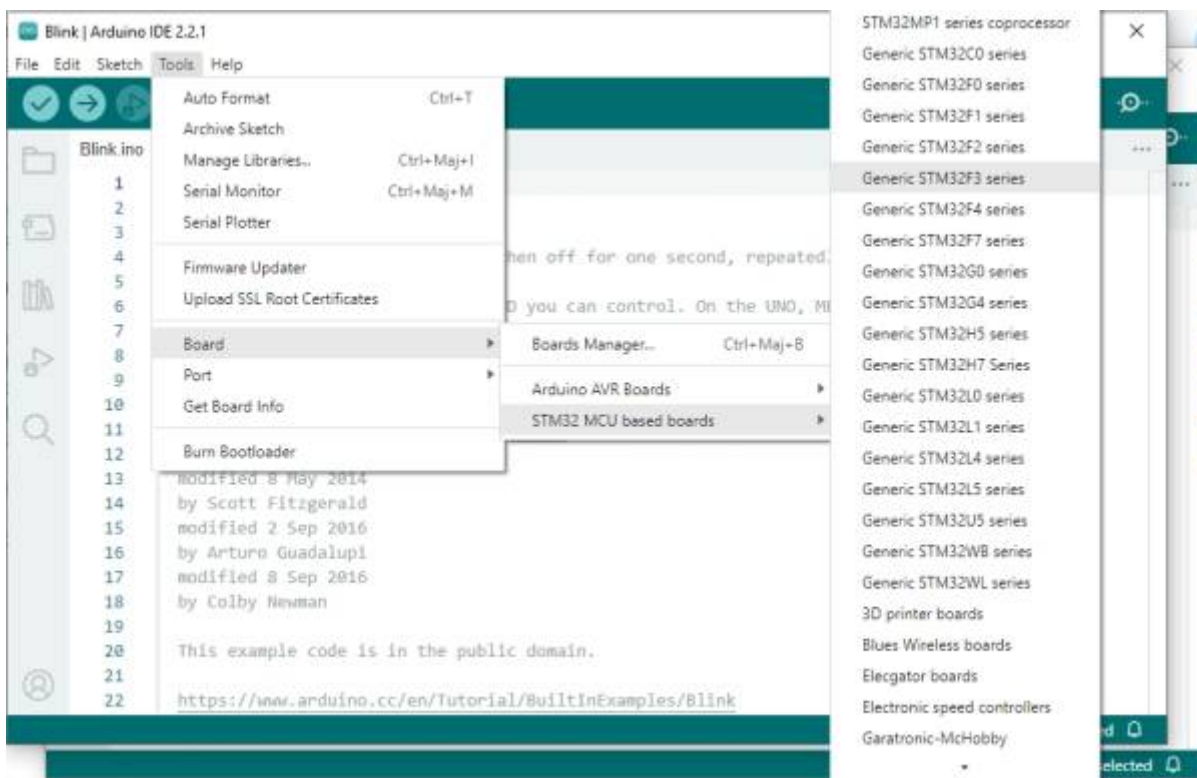 Blink | Arduino IDE 2.2.1
File Edit Sketch Tools Help
Blink.ino
Auto Format Ctrl+T
Archive Sketch
Manage Libraries... Ctrl+Maj+I
Serial Monitor Ctrl+Maj+M
Serial Plotter
Firmware Updater
Upload SSL Root Certificates
Board
Port
Get Board Info
Burn Bootloader
Boards Manager... Ctrl+Maj+B
Arduino AVR Boards
STM32 MCU based boards
STM32MP1 series coprocessor
Generic STM32C0 series
Generic STM32F0 series
Generic STM32F1 series
Generic STM32F2 series
Generic STM32F3 series
Generic STM32F4 series
Generic STM32F7 series
Generic STM32G0 series
Generic STM32G4 series
Generic STM32H5 series
Generic STM32H7 Series
Generic STM32L0 series
Generic STM32L1 series
Generic STM32L4 series
Generic STM32L5 series
Generic STM32U5 series
Generic STM32WB series
Generic STM32WL series
3D printer boards
Blues Wireless boards
Elecgator boards
Electronic speed controllers
Garatronic-McHobby
1
2
3
4 hen off for one second, repeated
5
6 D you can control. On the UNO,
7
8
9
10
11
12
13 modified 8 May 2014
14 by Scott Fitzgerald
15 modified 2 Sep 2016
16 by Arturo Guadalupi
17 modified 8 Sep 2016
18 by Colby Newman
19
20 This example code is in the public domain.
21
22 https://www.arduino.cc/en/Tutorial/BuiltInExamples/Blink
ed
elected